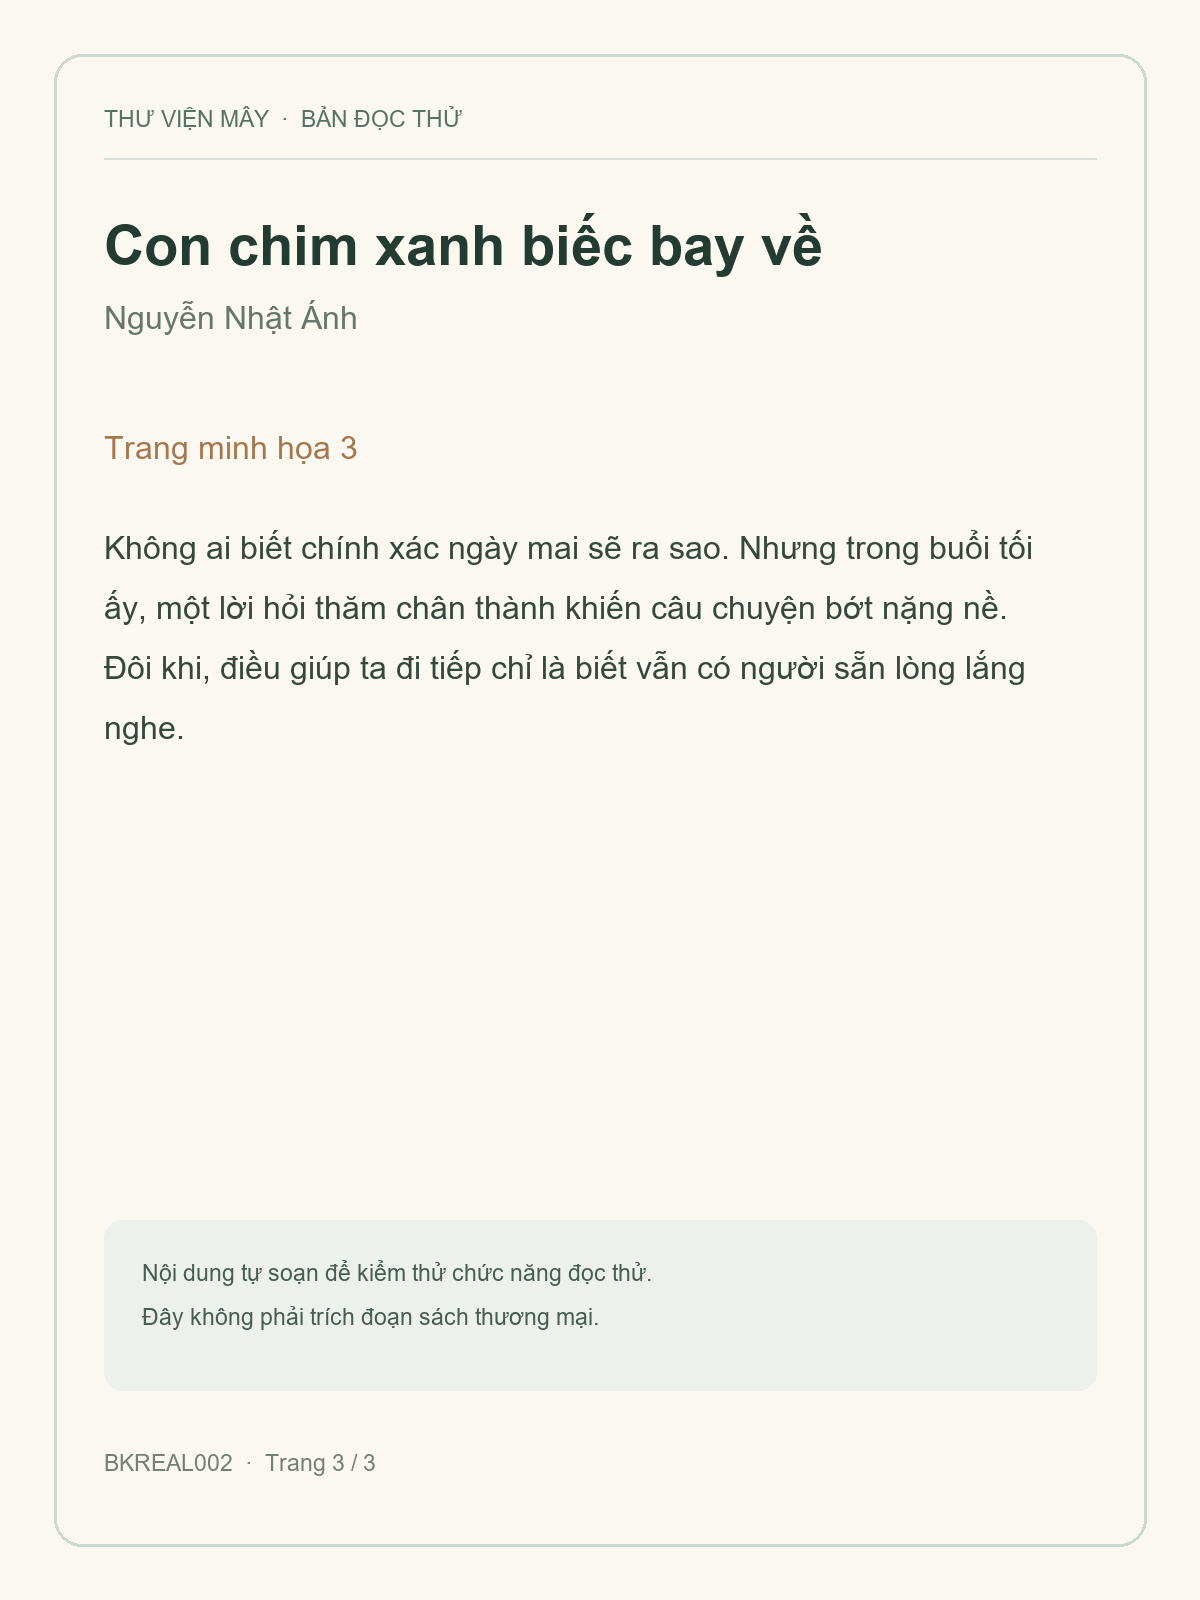 THƯ VIỆN MÂY · BẢN ĐỌC THỬ
Con chim xanh biếc bay về
Nguyễn Nhật Ánh
Trang minh họa 3
Không ai biết chính xác ngày mai sẽ ra sao. Nhưng trong buổi tối
ấy, một lời hỏi thăm chân thành khiến câu chuyện bớt nặng nề.
Đôi khi, điều giúp ta đi tiếp chỉ là biết vẫn có người sẵn lòng lắng
nghe.
Nội dung tự soạn để kiểm thử chức năng đọc thử.
Đây không phải trích đoạn sách thương mại.
BKREAL002 · Trang 3 / 3